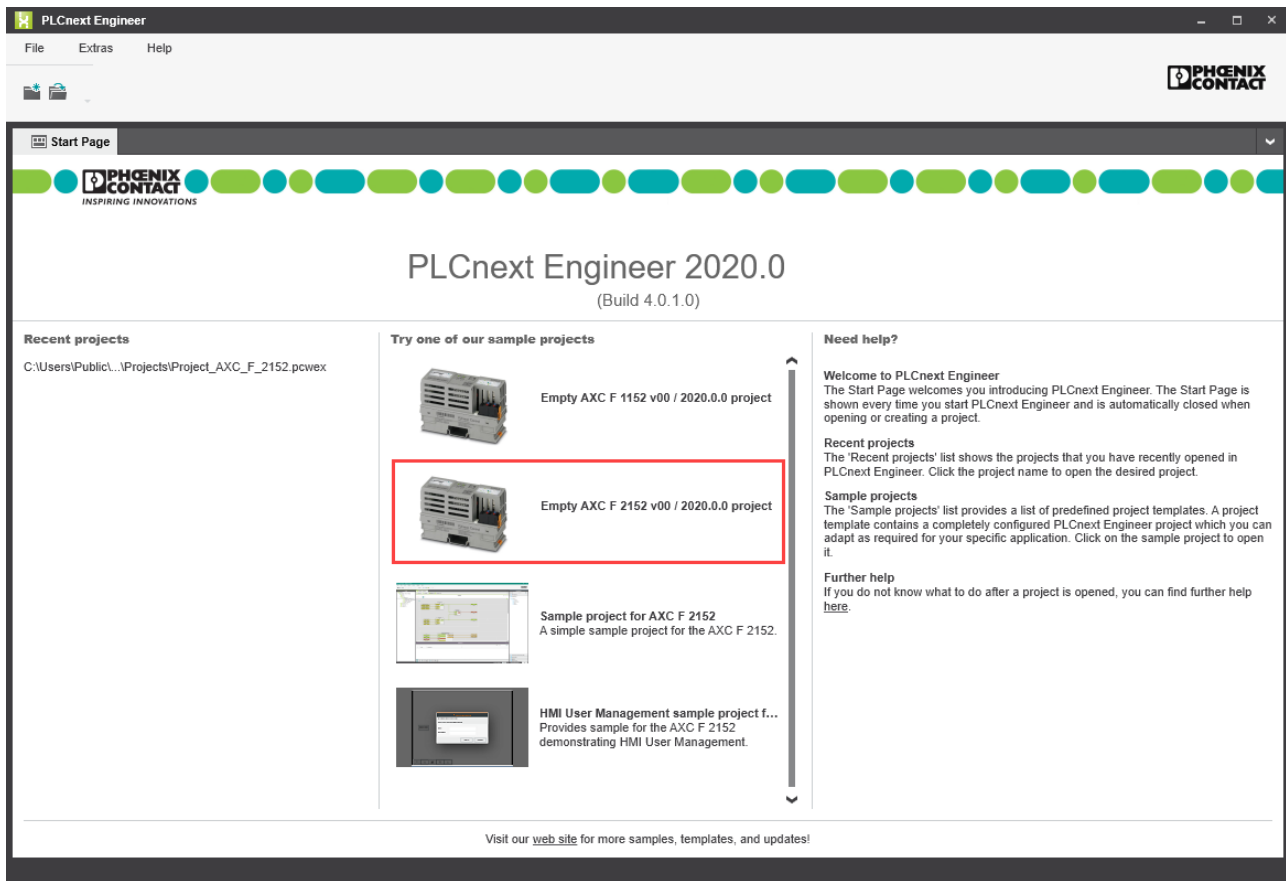 PLCnext Engineer
File Extras Help
PHŒNIX
CONTACT
Start Page
PHŒNIX
CONTACT
INSPIRING INNOVATIONS
PLCnext Engineer 2020.0
(Build 4.0.1.0)
Recent projects
C:\Users\Public\...\Projects\Project_AXC_F_2152.pcwex
Try one of our sample projects
Empty AXC F 1152 v00 / 2020.0.0 project
Empty AXC F 2152 v00 / 2020.0.0 project
Sample project for AXC F 2152
A simple sample project for the AXC F 2152.
HMI User Management sample project f...
Provides sample for the AXC F 2152
demonstrating HMI User Management.
Need help?
Welcome to PLCnext Engineer
The Start Page welcomes you introducing PLCnext Engineer. The Start Page is
shown every time you start PLCnext Engineer and is automatically closed when
opening or creating a project.
Recent projects
The 'Recent projects' list shows the projects that you have recently opened in
PLCnext Engineer. Click the project name to open the desired project.
Sample projects
The 'Sample projects' list provides a list of predefined project templates. A project
template contains a completely configured PLCnext Engineer project which you can
adapt as required for your specific application. Click on the sample project to open
it.
Further help
If you do not know what to do after a project is opened, you can find further help
here.
Visit our web site for more samples, templates, and updates!